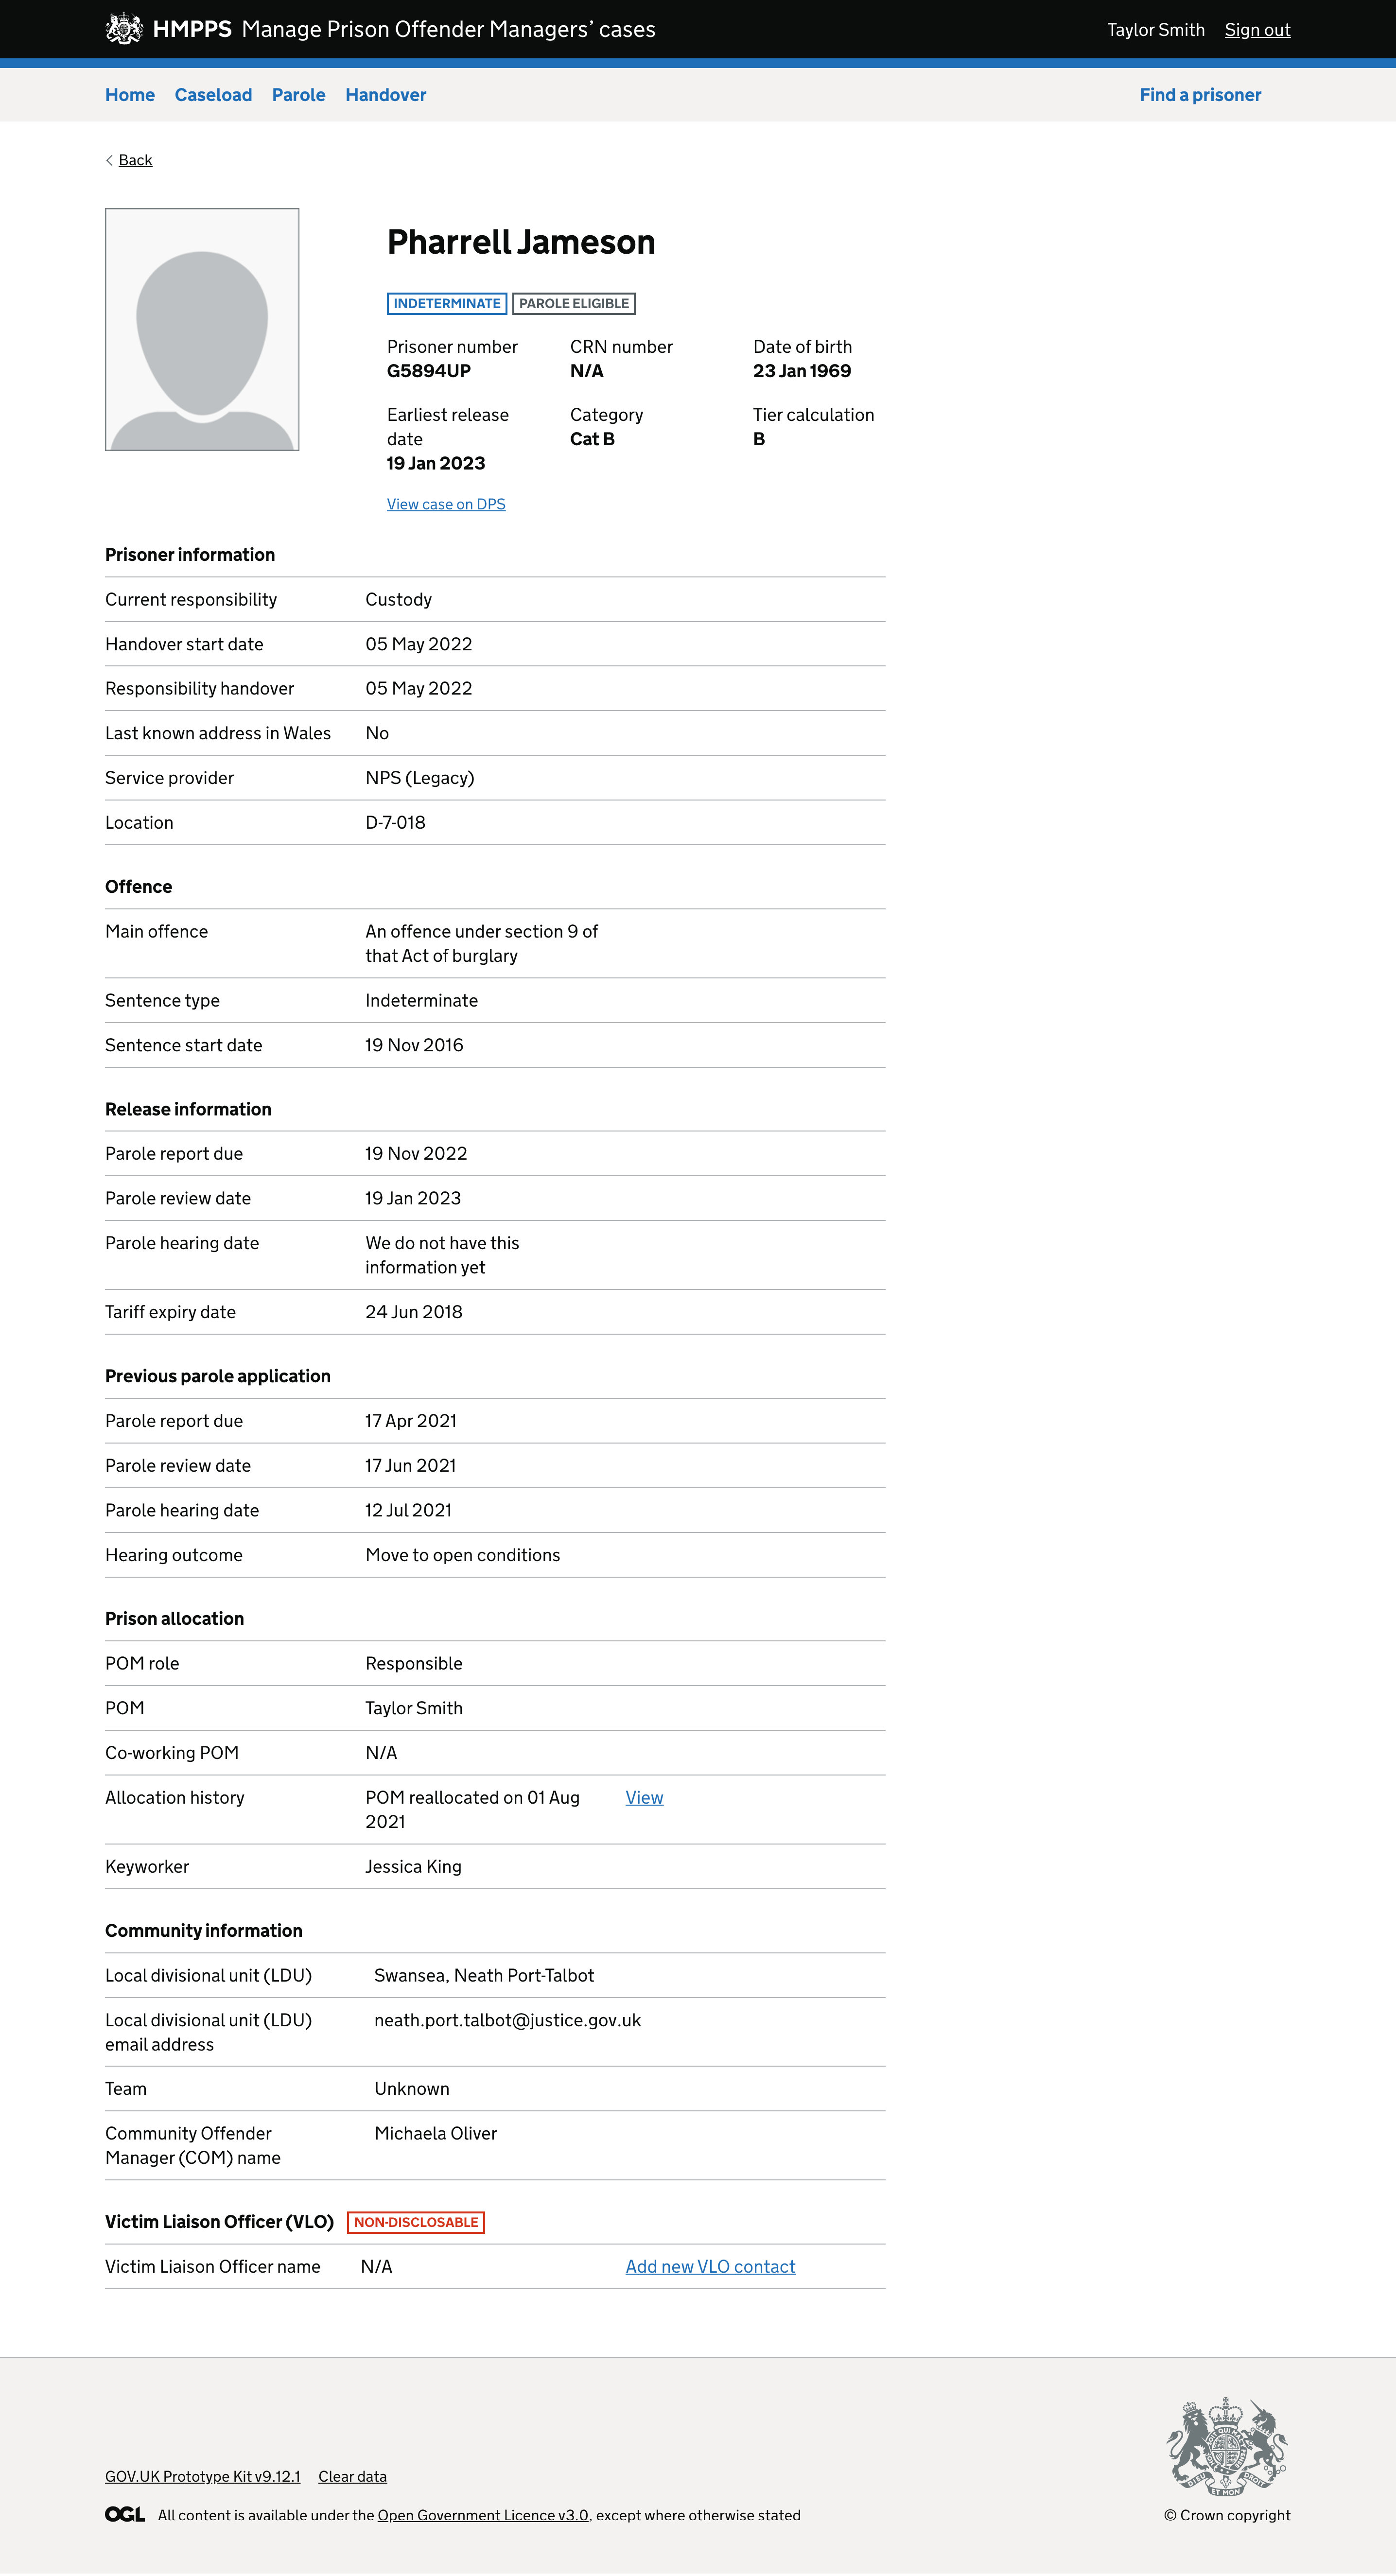 HMPPS Manage Prison Offender Managers’ cases
Taylor Smith Sign out
Home Caseload Parole Handover Find a prisoner
Back
Pharrell Jameson
INDETERMINATE PAROLE ELIGIBLE
Prisoner number CRN number Date of birth
G5894UP N/A 23 Jan 1969
Earliest release date Category Tier calculation
19 Jan 2023 Cat B B
View case on DPS
Prisoner information
Current responsibility Custody
Handover start date 05 May 2022
Responsibility handover 05 May 2022
Last known address in Wales No
Service provider NPS (Legacy)
Location D-7-018
Offence
Main offence An offence under section 9 of
that Act of burglary
Sentence type Indeterminate
Sentence start date 19 Nov 2016
Release information
Parole report due 19 Nov 2022
Parole review date 19 Jan 2023
Parole hearing date We do not have this
information yet
Tariff expiry date 24 Jun 2018
Previous parole application
Parole report due 17 Apr 2021
Parole review date 17 Jun 2021
Parole hearing date 12 Jul 2021
Hearing outcome Move to open conditions
Prison allocation
POM role Responsible
POM Taylor Smith
Co-working POM N/A
Allocation history POM reallocated on 01 Aug View
2021
Keyworker Jessica King
Community information
Local divisional unit (LDU) Swansea, Neath Port-Talbot
Local divisional unit (LDU) neath.port.talbot@justice.gov.uk
email address
Team Unknown
Community Offender Michaela Oliver
Manager (COM) name
Victim Liaison Officer (VLO) NON-DISCLOSABLE
Victim Liaison Officer name N/A Add new VLO contact
GOV.UK Prototype Kit v9.12.1 Clear data
OGL All content is available under the Open Government Licence v3.0, except where otherwise stated
© Crown copyright